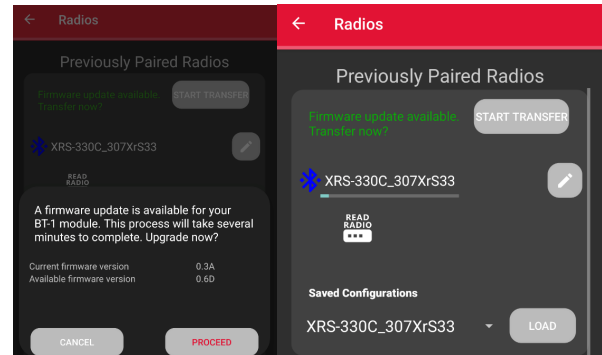 Radios
Previously Paired Radios
Firmware update available.
Transfer now?
START TRANSFER
XRS-330C_307XrS33
READ
RADIO
A firmware update is available for your
BT-1 module. This process will take several
minutes to complete. Upgrade now?
Current firmware version 0.3A
Available firmware version 0.6D
CANCEL PROCEED
Radios
Previously Paired Radios
Firmware update available.
Transfer now?
START TRANSFER
XRS-330C_307XrS33
READ
RADIO
Saved Configurations
XRS-330C_307XrS33
LOAD